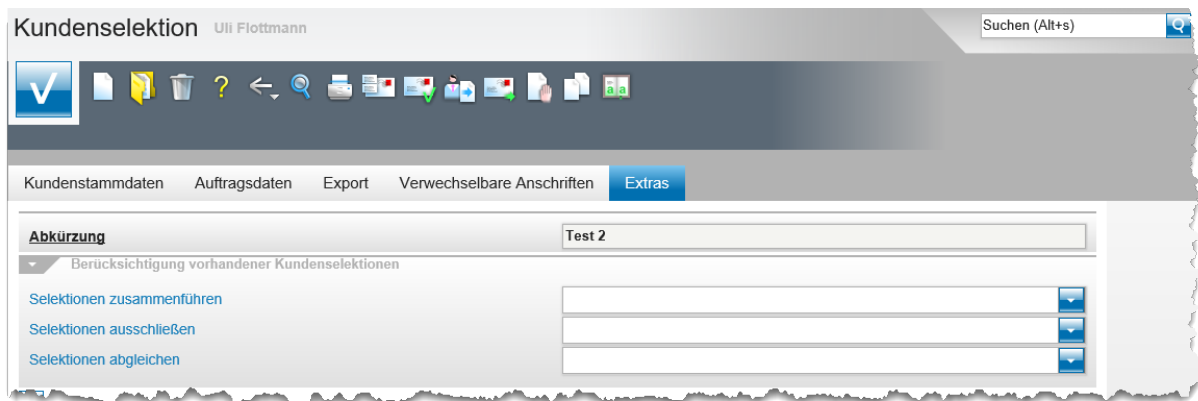 Kundenselektion Uli Flottmann
Suchen (Alt+s)
Kundenstammdaten Auftragsdaten Export Verwechselbare Anschriften Extras
Abkürzung Test 2
Berücksichtigung vorhandener Kundenselektionen
Selektionen zusammenführen
Selektionen ausschließen
Selektionen abgleichen